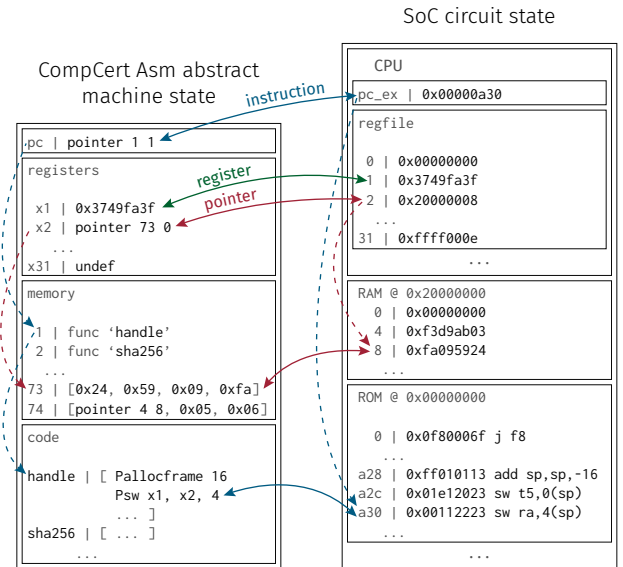 CompCert Asm abstract
machine state
pc | pointer 1 1
registers
x1 | 0x3749fa3f
x2 | pointer 73 0
...
x31 | undef
memory
1 | func ‘handle’
2 | func ‘sha256’
...
73 | [0x24, 0x59, 0x09, 0xfa]
74 | [pointer 4 8, 0x05, 0x06]
code
handle | [ Pallocframe 16
Psw x1, x2, 4
... ]
sha256 | [ ... ]
...
instruction
register
pointer
SoC circuit state
CPU
pc_ex | 0x00000a30
regfile
0 | 0x00000000
1 | 0x3749fa3f
2 | 0x20000008
...
31 | 0xffff000e
...
RAM @ 0x20000000
0 | 0x00000000
4 | 0xf3d9ab03
8 | 0xfa095924
...
ROM @ 0x00000000
0 | 0x0f80006f j f8
...
a28 | 0xff010113 add sp,sp,-16
a2c | 0x01e12023 sw t5,0(sp)
a30 | 0x00112223 sw ra,4(sp)
...
...